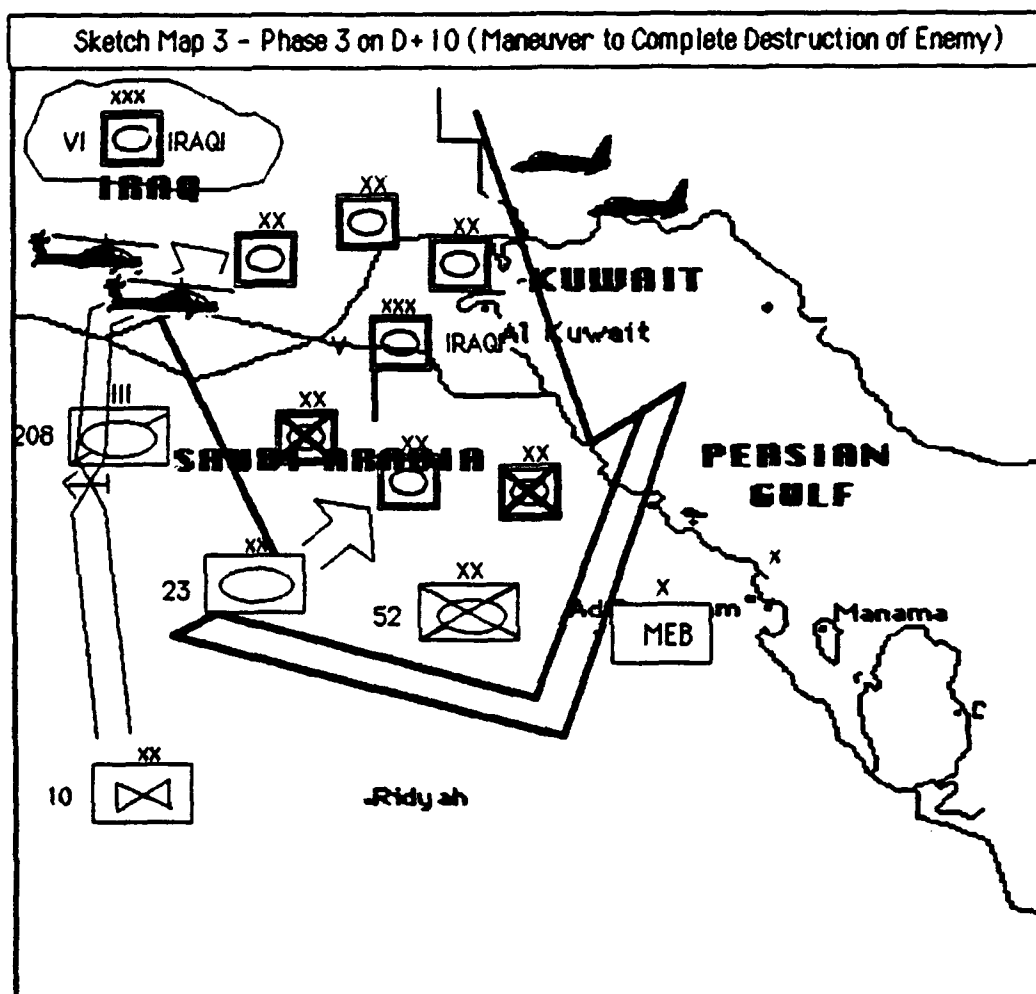 Sketch Map 3 - Phase 3 on D+10 (Maneuver to Complete Destruction of Enemy)
XXX
VI IRAQI
IRAQ
XX
XX
XX
KUWAIT
XXX
V IRAQI
Al Kuwait
III
208
XX
XX
XX
SAUDI ARABIA
PERSIAN
GULF
XX
23
XX
52
X
X
MEB
Manama
XX
10
Ridyah